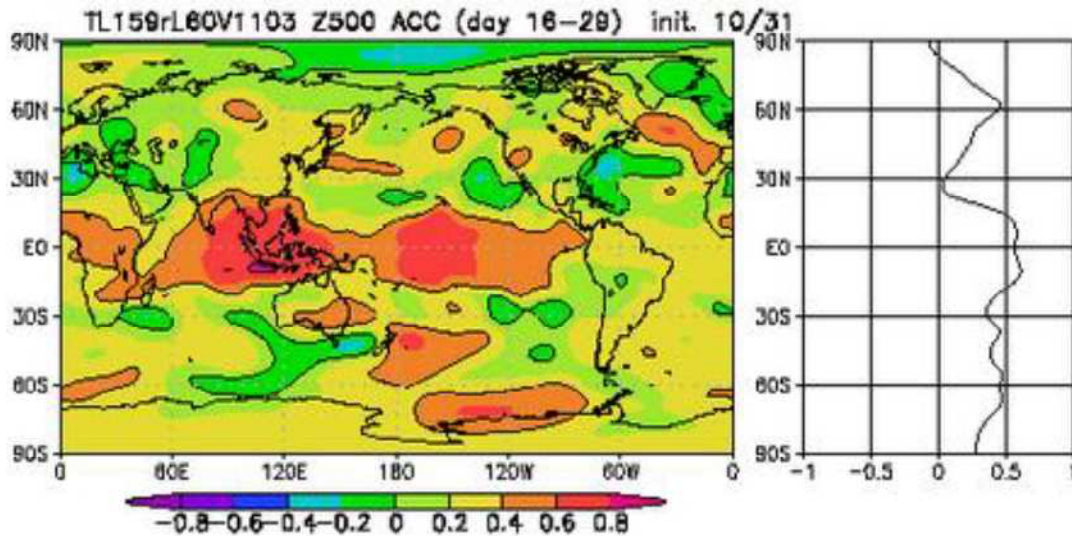 TL159rL60V1103 Z500 ACC (day 16-29) init. 10/31
90N
60N
30N
EQ
30S
60S
90S
0 60E 120E 180 120W 60W 0
-0.8 -0.6 -0.4 -0.2 0 0.2 0.4 0.6 0.8
90N
60N
30N
EQ
30S
60S
90S
-1 -0.5 0 0.5 1